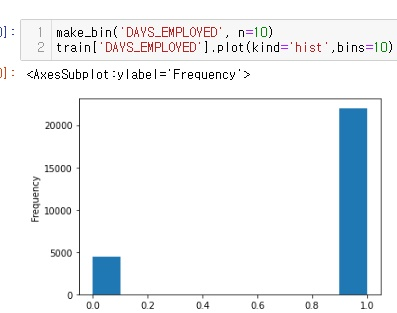 ]: 1 make_bin('DAYS_EMPLOYED', n=10)
2 train['DAYS_EMPLOYED'].plot(kind='hist',bins=10)
]: <AxesSubplot:ylabel='Frequency'>
20000
15000
10000
5000
0
Frequency
0.0 0.2 0.4 0.6 0.8 1.0